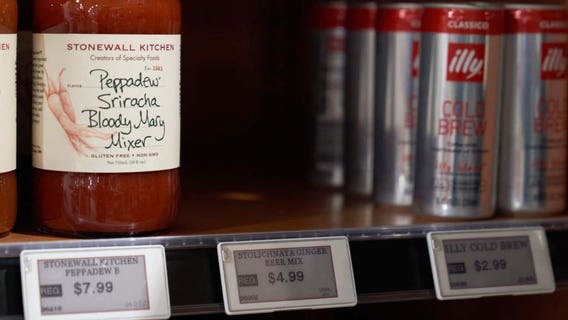 STONEWALL KITCHEN
Creators of Specialty Foods
Peppadew
Sriracha
Bloody Mary
Mixer
GLUTEN FREE • NON GMO
CLASSICO
illy
COLD
BREW
STONEWALL KITCHEN
PEPPADEW B
REG
$7.99
STOLICHNAYA GINGER
BEER MIX
REG
$4.99
ILLY COLD BREW
REG
$2.99